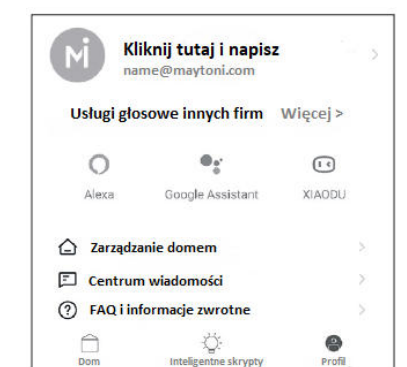 Mi
Kliknij tutaj i napisz >
name@maytoni.com
Usługi głosowe innych firm Więcej >
Alexa Google Assistant XIAODU
Zarządzanie domem >
Centrum wiadomości >
FAQ i informacje zwrotne >
Dom Inteligentne skrypty Profil